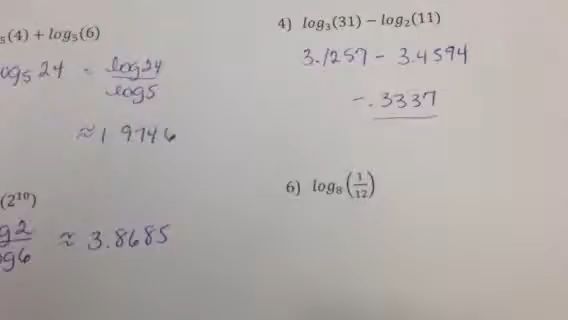 ₅(4) + log₅(6)
og₅ 24 = log24/log5
≈1.9746
(2¹⁰)
g2/og6 ≈ 3.8685
4) log₃(31) − log₂(11)
3.1257 − 3.4594
−.3337
6) log₈(1/12)